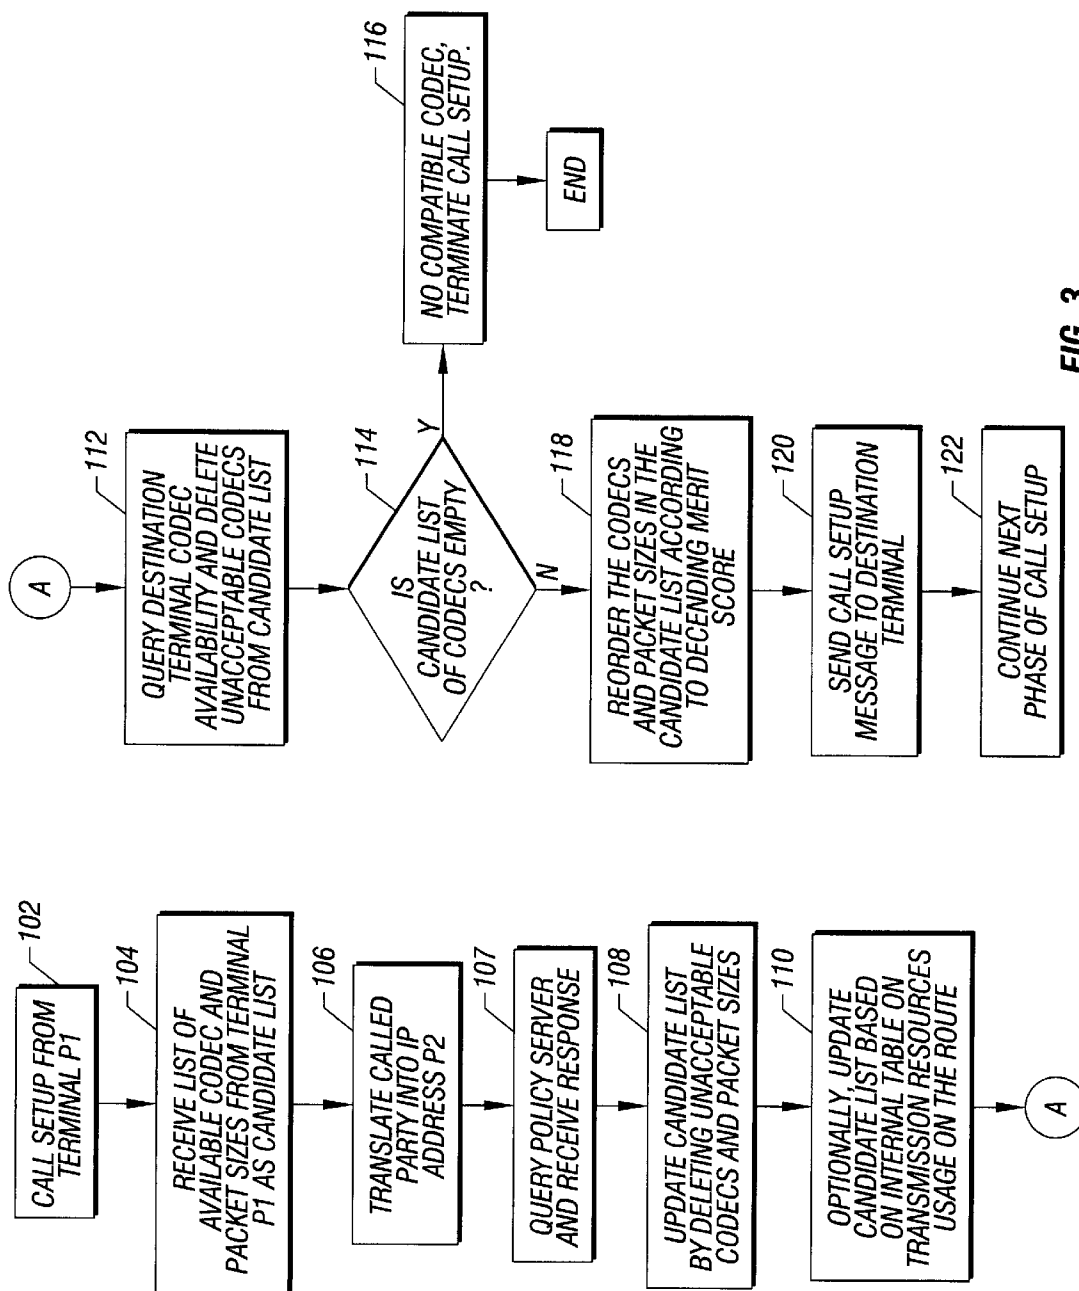 102
CALL SETUP FROM
TERMINAL P1
104
RECEIVE LIST OF
AVAILABLE CODEC AND
PACKET SIZES FROM TERMINAL
P1 AS CANDIDATE LIST
106
TRANSLATE CALLED
PARTY INTO IP
ADDRESS P2
107
QUERY POLICY SERVER
AND RECEIVE RESPONSE
108
UPDATE CANDIDATE LIST
BY DELETING UNACCEPTABLE
CODECS AND PACKET SIZES
110
OPTIONALLY, UPDATE
CANDIDATE LIST BASED
ON INTERNAL TABLE ON
TRANSMISSION RESOURCES
USAGE ON THE ROUTE
A
A
112
QUERY DESTINATION
TERMINAL CODEC
AVAILABILITY AND DELETE
UNACCEPTABLE CODECS
FROM CANDIDATE LIST
114
IS
CANDIDATE LIST
OF CODECS EMPTY
?
Y
N
116
NO COMPATIBLE CODEC,
TERMINATE CALL SETUP.
END
118
REORDER THE CODECS
AND PACKET SIZES IN THE
CANDIDATE LIST ACCORDING
TO DECENDING MERIT
SCORE
120
SEND CALL SETUP
MESSAGE TO DESTINATION
TERMINAL
122
CONTINUE NEXT
PHASE OF CALL SETUP
FIG. 3